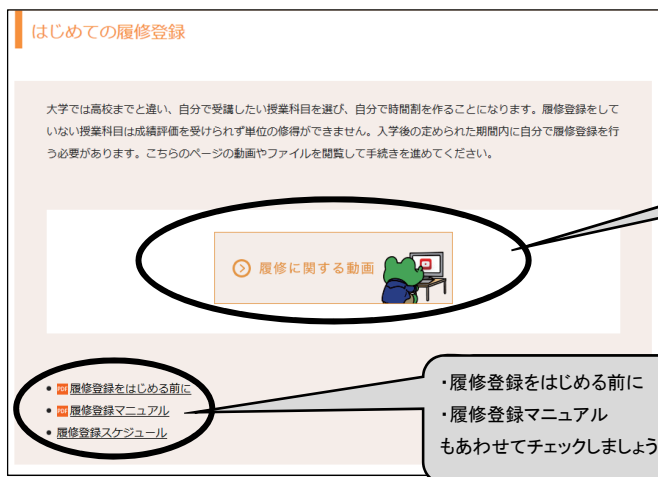 はじめての履修登録
大学では高校までと違い、自分で受講したい授業科目を選び、自分で時間割を作ることになります。履修登録をして
いない授業科目は成績評価を受けられず単位の修得ができません。入学後の定められた期間内に自分で履修登録を行
う必要があります。こちらのページの動画やファイルを閲覧して手続きを進めてください。
履修に関する動画
・履修登録をはじめる前に
・履修登録マニュアル
もあわせてチェックしましょう
• PDF 履修登録をはじめる前に
• PDF 履修登録マニュアル
• 履修登録スケジュール